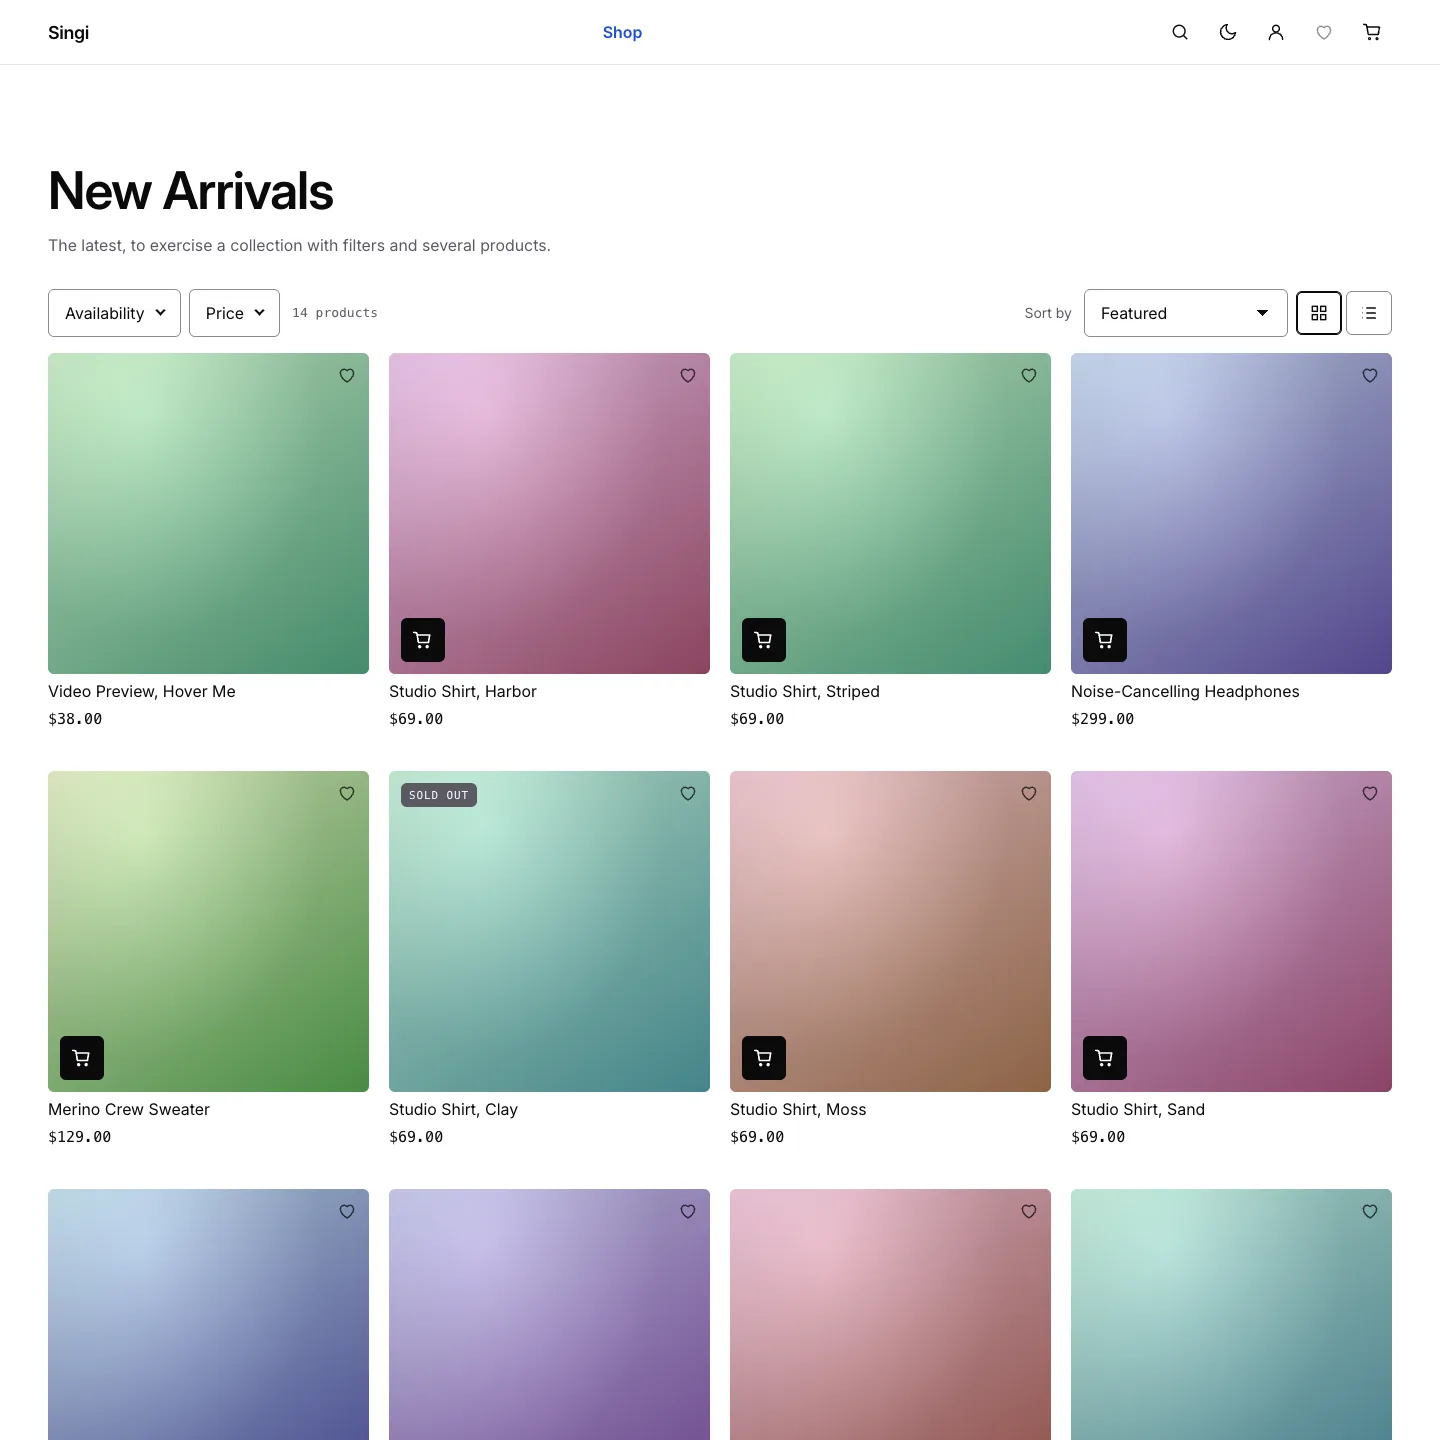 Singi
Shop
New Arrivals
The latest, to exercise a collection with filters and several products.
Availability
Price
14 products
Sort by
Featured
Video Preview, Hover Me
$38.00
Studio Shirt, Harbor
$69.00
Studio Shirt, Striped
$69.00
Noise-Cancelling Headphones
$299.00
SOLD OUT
Merino Crew Sweater
$129.00
Studio Shirt, Clay
$69.00
Studio Shirt, Moss
$69.00
Studio Shirt, Sand
$69.00